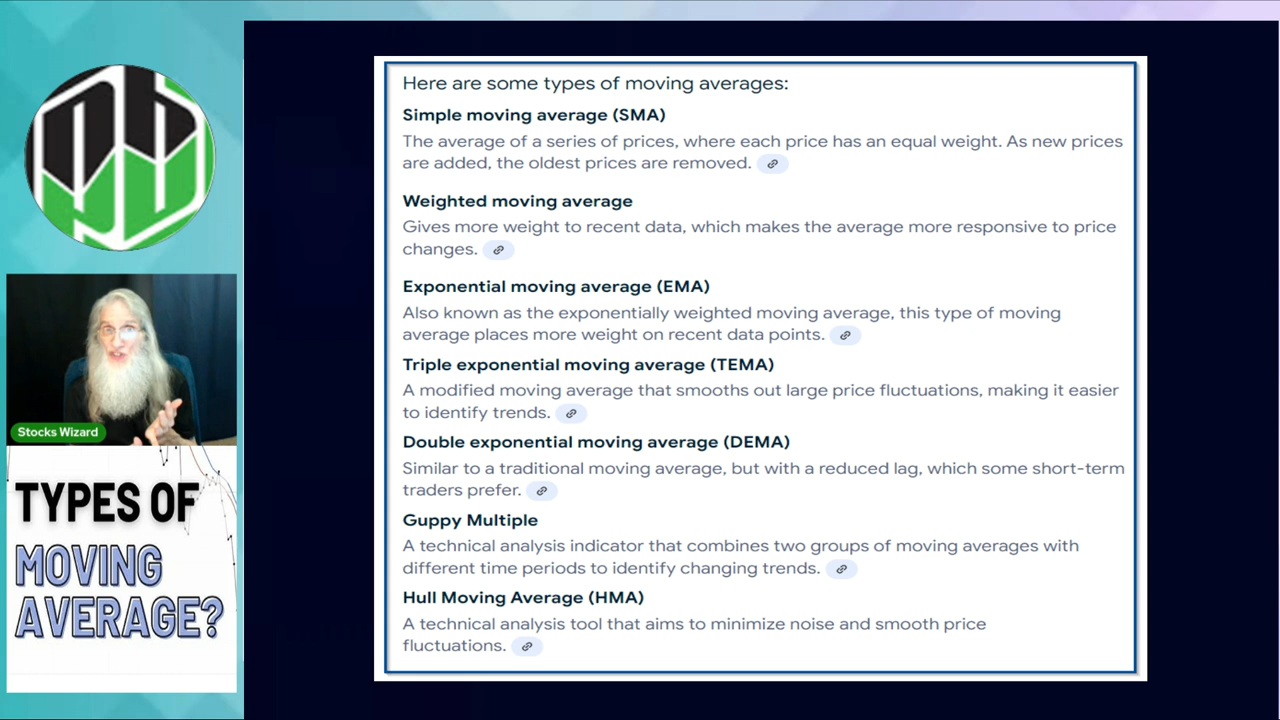 Here are some types of moving averages:
Simple moving average (SMA)
The average of a series of prices, where each price has an equal weight. As new prices
are added, the oldest prices are removed.
Weighted moving average
Gives more weight to recent data, which makes the average more responsive to price
changes.
Exponential moving average (EMA)
Also known as the exponentially weighted moving average, this type of moving
average places more weight on recent data points.
Triple exponential moving average (TEMA)
A modified moving average that smooths out large price fluctuations, making it easier
to identify trends.
Double exponential moving average (DEMA)
Similar to a traditional moving average, but with a reduced lag, which some short-term
traders prefer.
Guppy Multiple
A technical analysis indicator that combines two groups of moving averages with
different time periods to identify changing trends.
Hull Moving Average (HMA)
A technical analysis tool that aims to minimize noise and smooth price
fluctuations.
Stocks Wizard
TYPES OF
MOVING
AVERAGE?